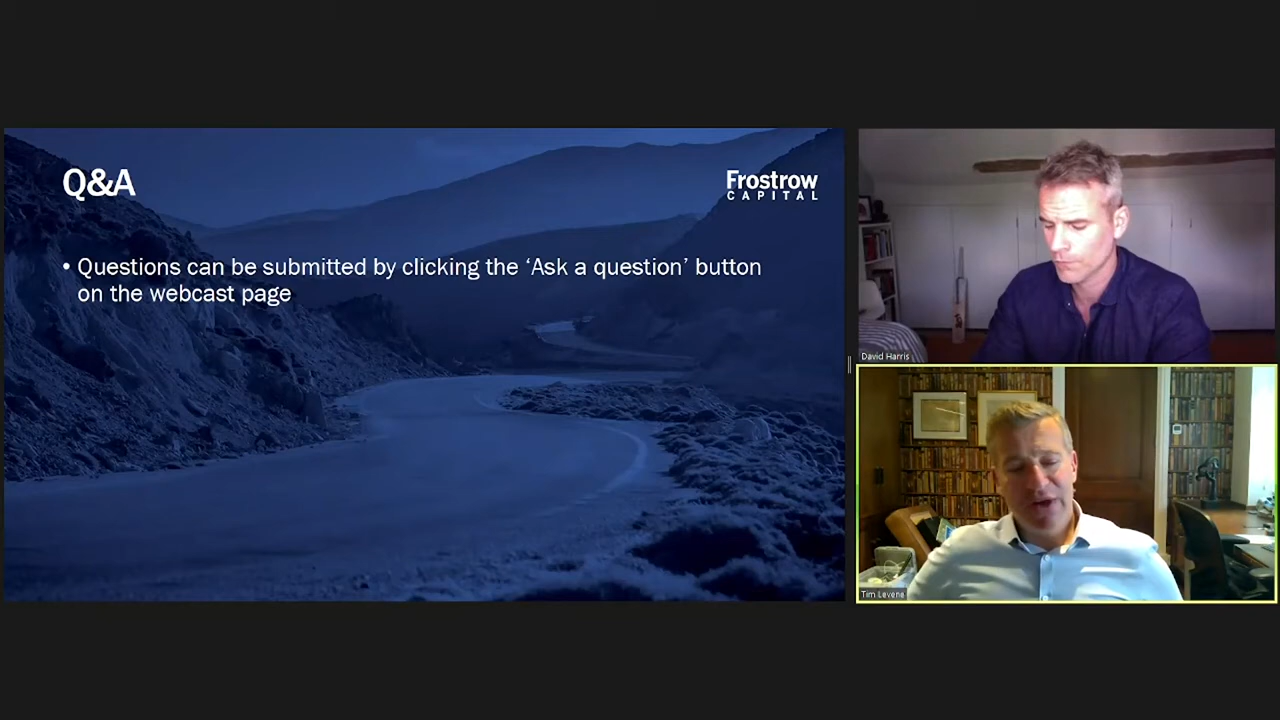 Q&A
Frostrow
CAPITAL
• Questions can be submitted by clicking the ‘Ask a question’ button
on the webcast page
David Harris
Tim Levene